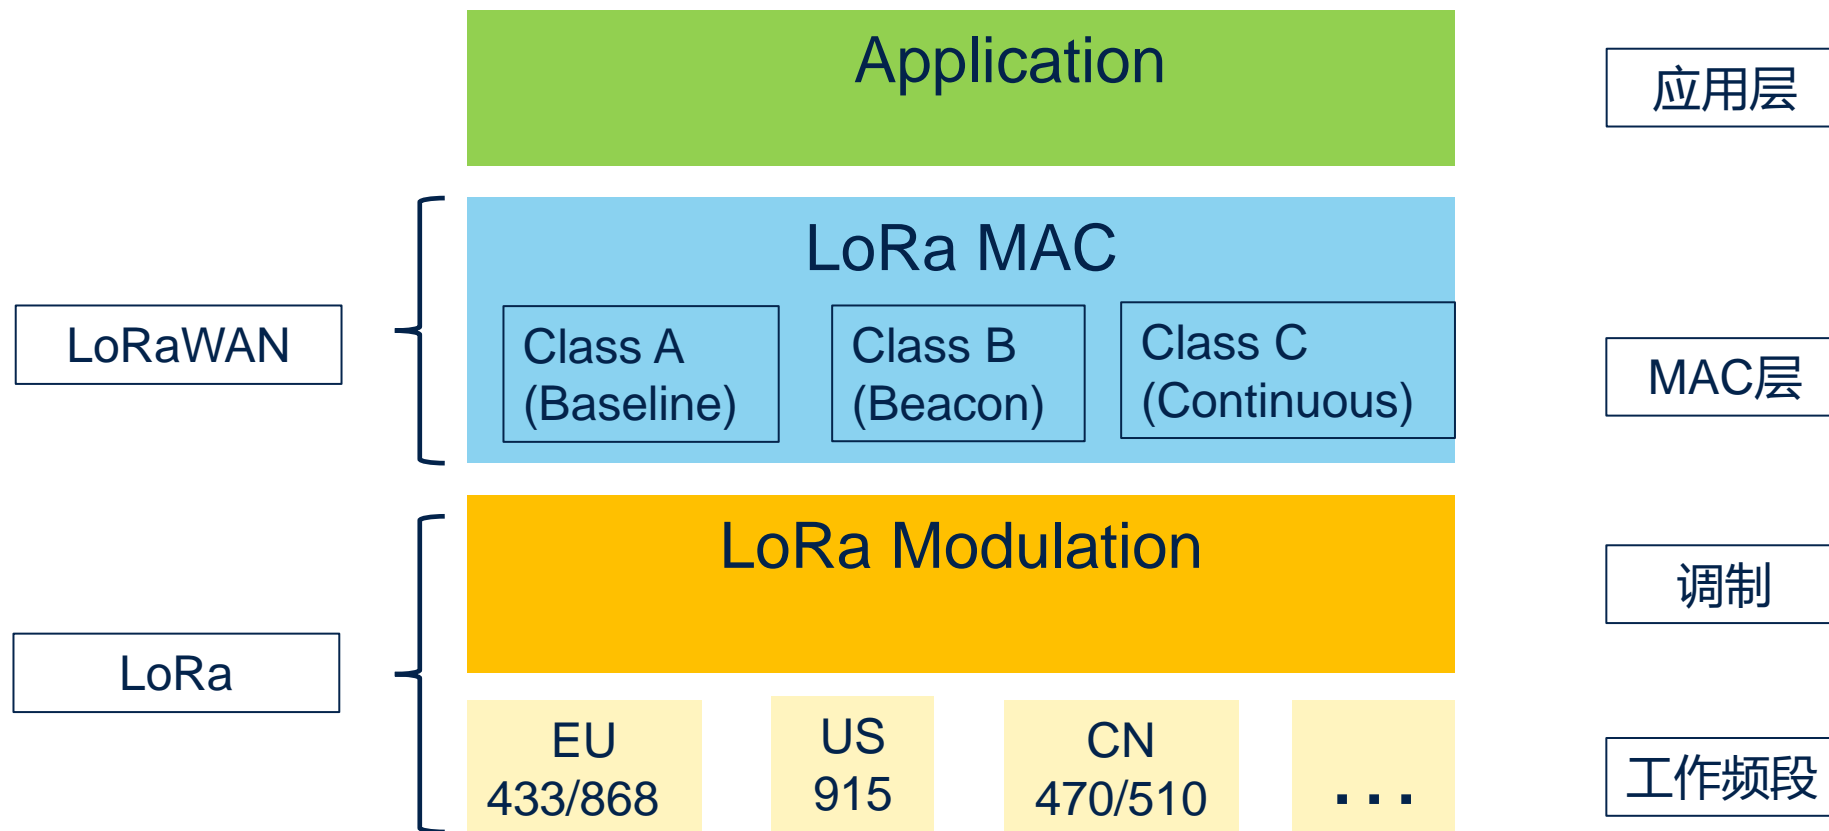 Application
应用层
LoRa MAC
LoRaWAN
Class A
(Baseline)
Class B
(Beacon)
Class C
(Continuous)
MAC层
LoRa Modulation
调制
LoRa
EU
433/868
US
915
CN
470/510
...
工作频段